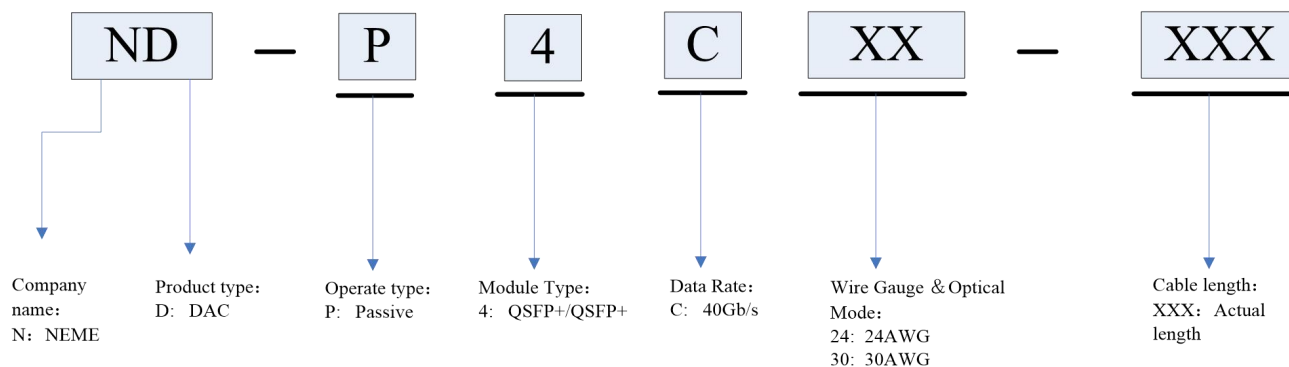 ND — P 4 C XX — XXX
Company
name：
N：NEME
Product type：
D： DAC
Operate type：
P： Passive
Module Type：
4： QSFP+/QSFP+
Data Rate：
C： 40Gb/s
Wire Gauge ＆Optical
Mode：
24: 24AWG
30: 30AWG
Cable length：
XXX：Actual
length